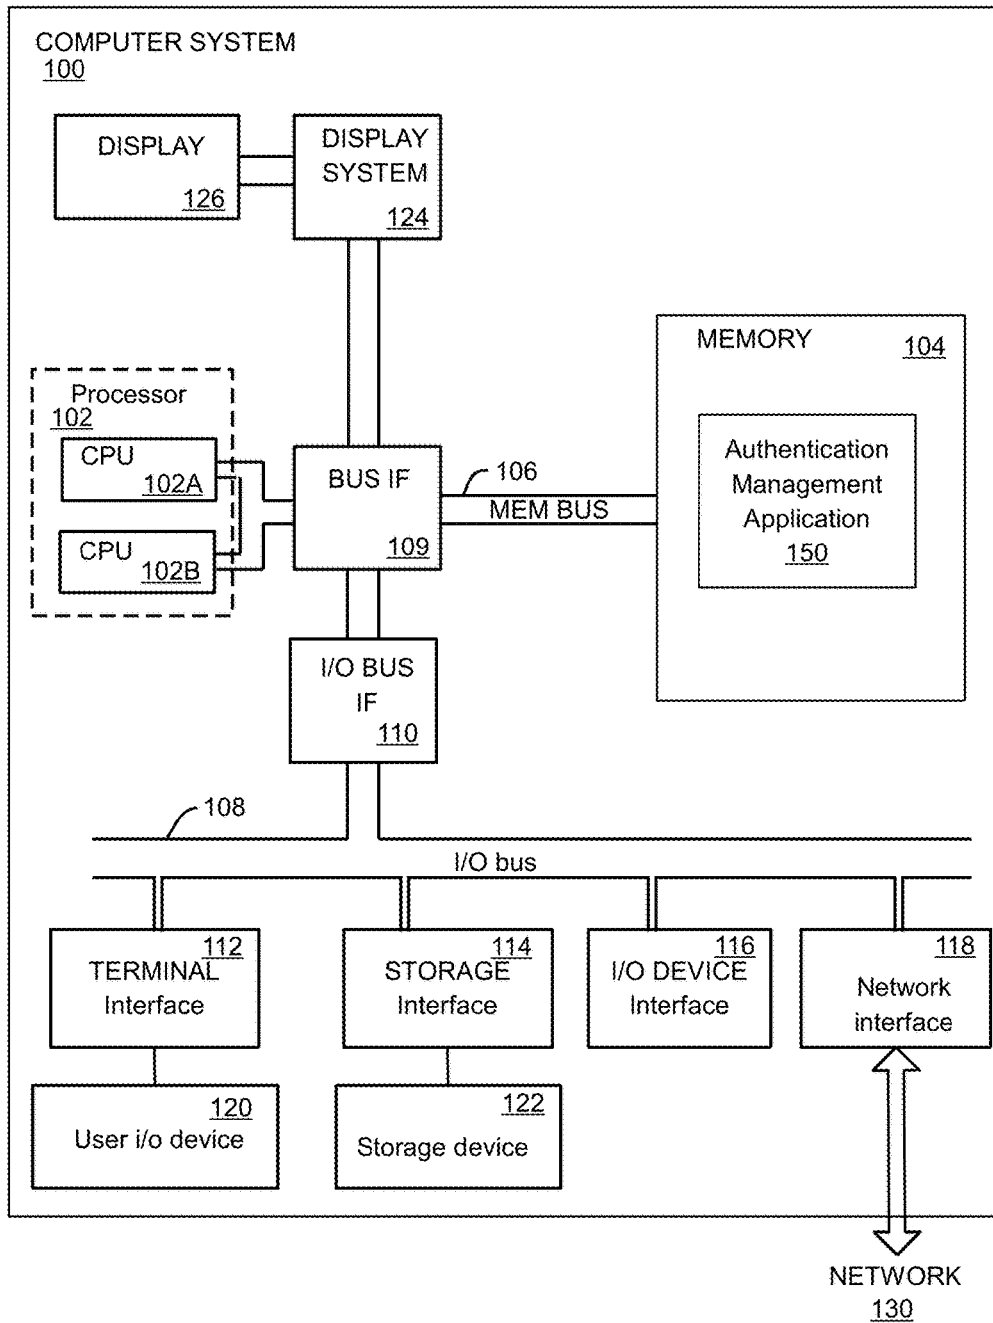 COMPUTER SYSTEM
100
DISPLAY
126
DISPLAY
SYSTEM
124
MEMORY
104
Authentication
Management
Application
150
Processor
102
CPU
102A
CPU
102B
BUS IF
109
106
MEM BUS
I/O BUS
IF
110
108
I/O bus
112
TERMINAL
Interface
114
STORAGE
Interface
116
I/O DEVICE
Interface
118
Network
interface
120
User i/o device
122
Storage device
NETWORK
130